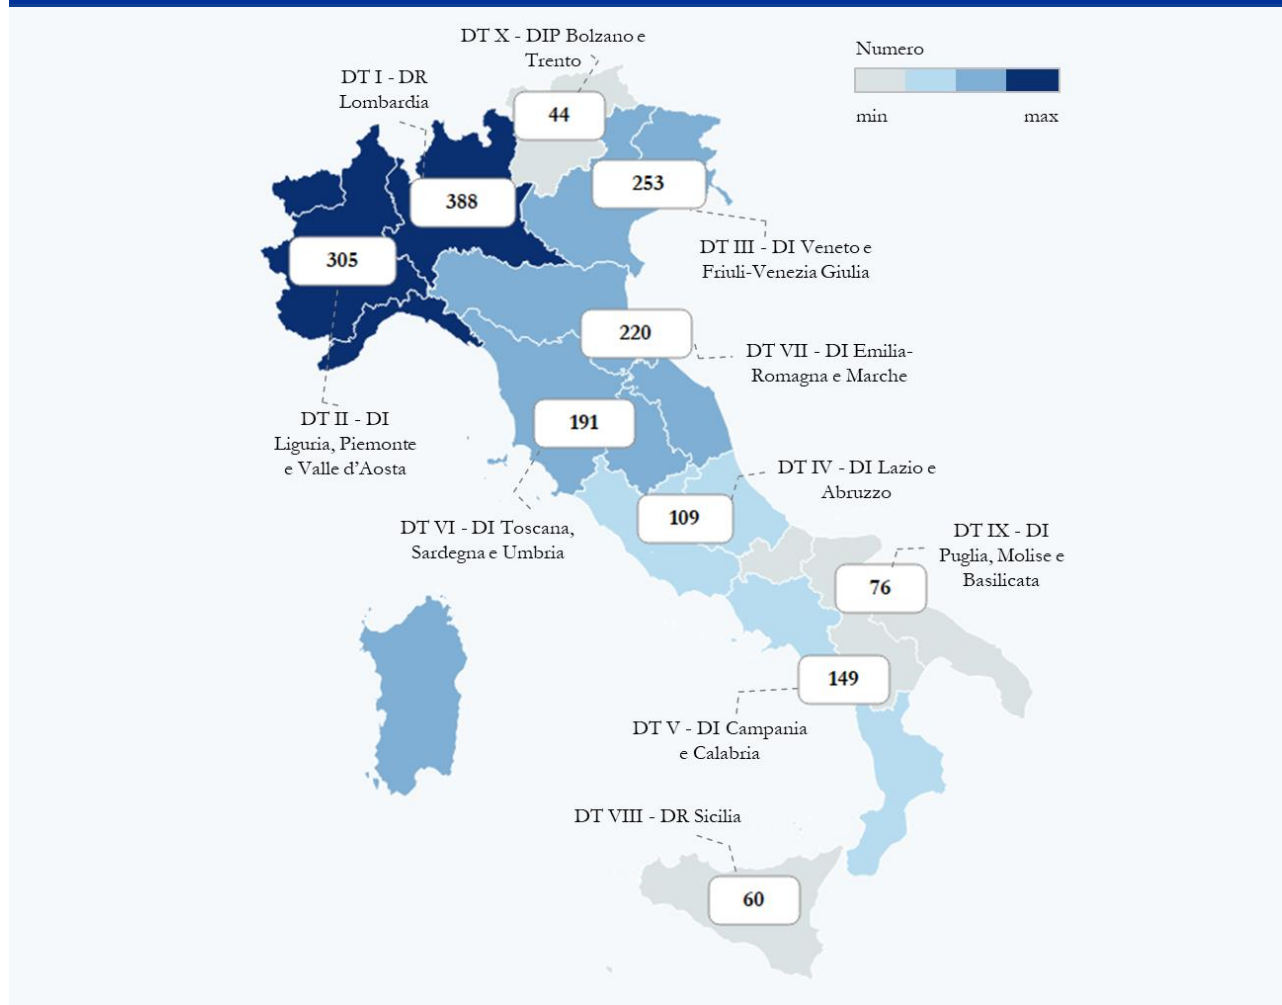 DT X - DIP Bolzano e
Trento
Numero
min max
DT I - DR
Lombardia
44
253
388
305
DT III - DI Veneto e
Friuli-Venezia Giulia
220
DT VII - DI Emilia-
Romagna e Marche
191
DT II - DI
Liguria, Piemonte
e Valle d’Aosta
DT IV - DI Lazio e
Abruzzo
109
DT VI - DI Toscana,
Sardegna e Umbria
DT IX - DI
Puglia, Molise e
Basilicata
76
149
DT V - DI Campania
e Calabria
DT VIII - DR Sicilia
60